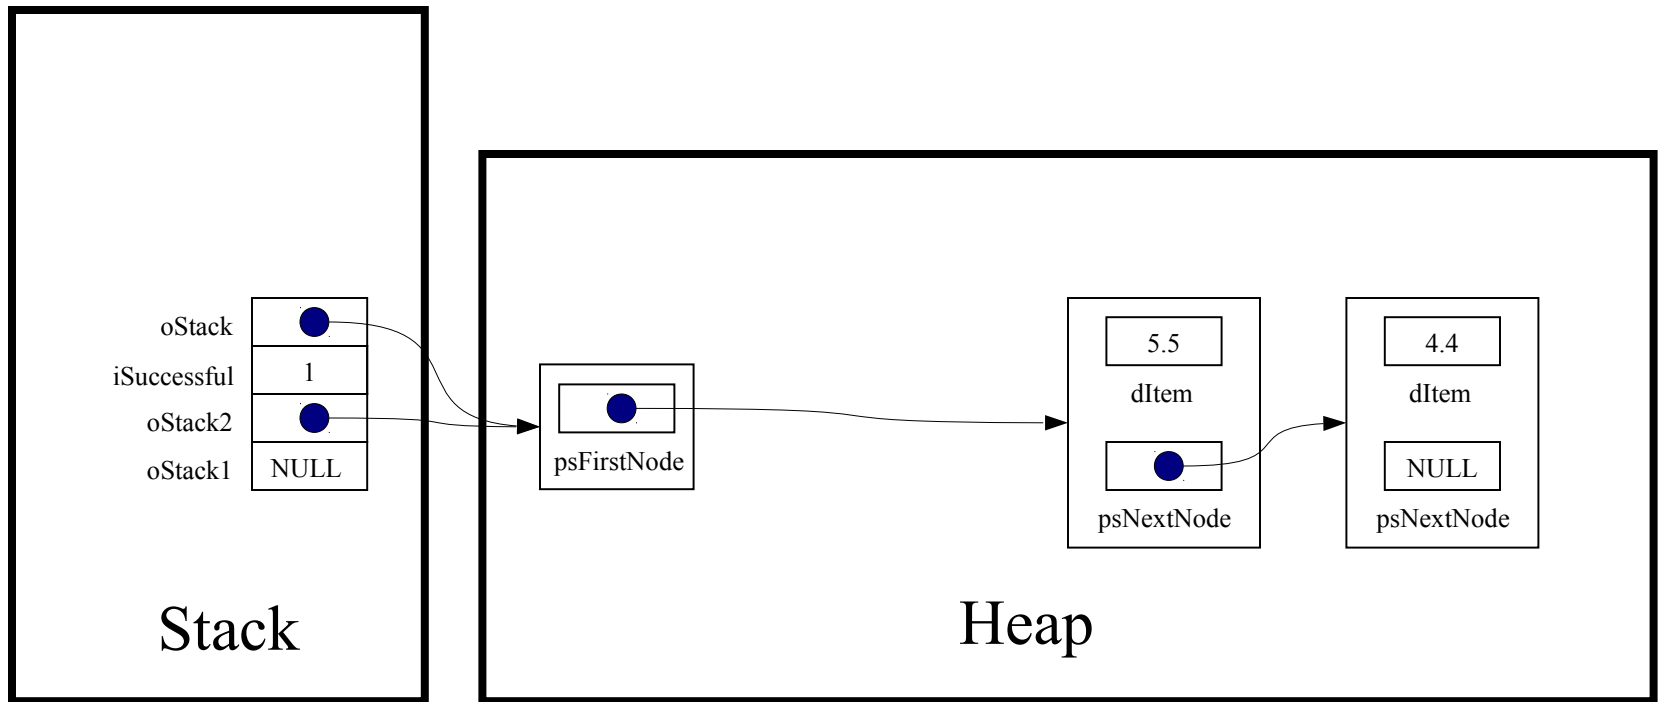 oStack
iSuccessful 1
oStack2
oStack1 NULL
psFirstNode
5.5
dItem
psNextNode
4.4
dItem
NULL
psNextNode
Stack
Heap